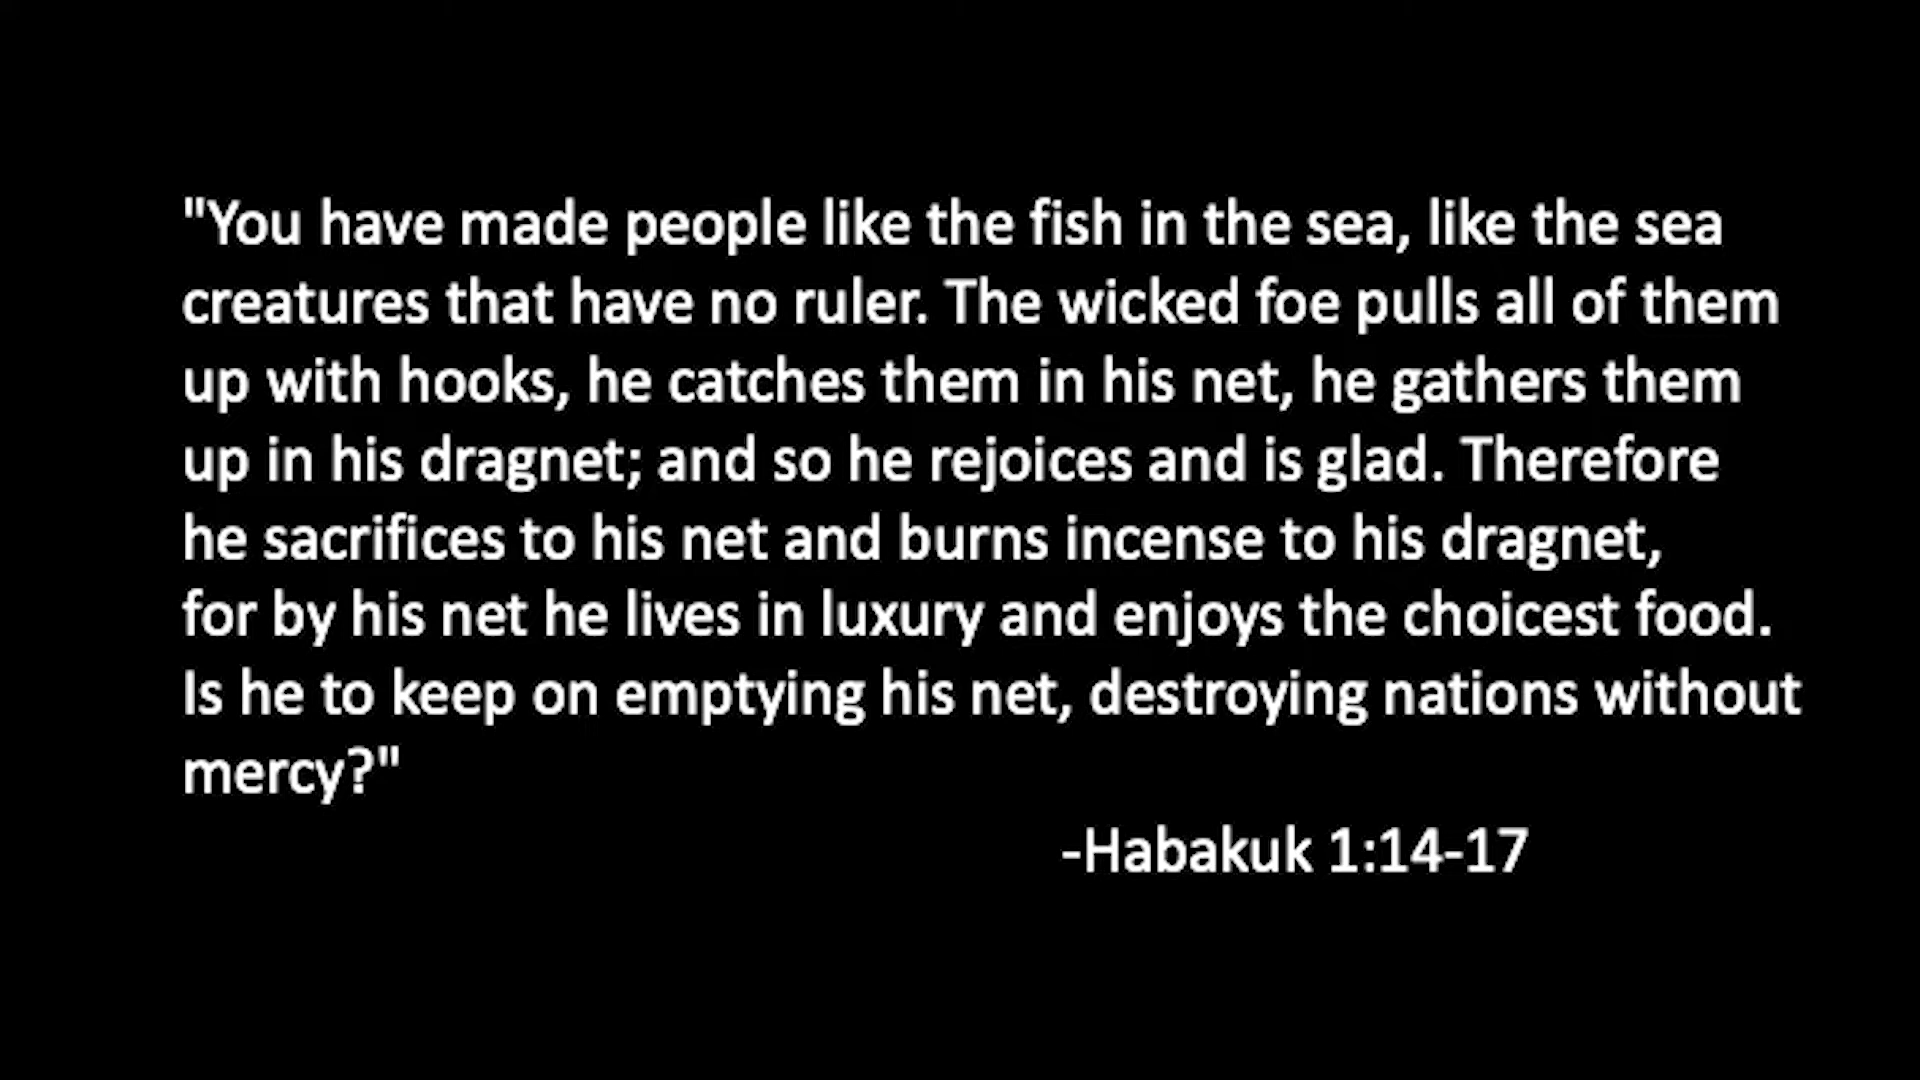 "You have made people like the fish in the sea, like the sea
creatures that have no ruler. The wicked foe pulls all of them
up with hooks, he catches them in his net, he gathers them
up in his dragnet; and so he rejoices and is glad. Therefore
he sacrifices to his net and burns incense to his dragnet,
for by his net he lives in luxury and enjoys the choicest food.
Is he to keep on emptying his net, destroying nations without
mercy?"
-Habakuk 1:14-17